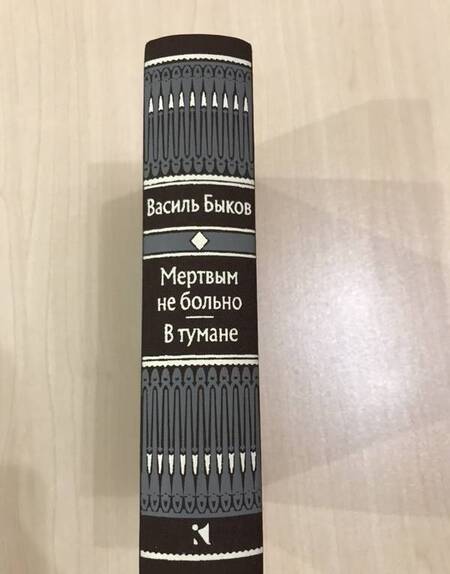 Василь Быков
Мертвым
не больно
В тумане